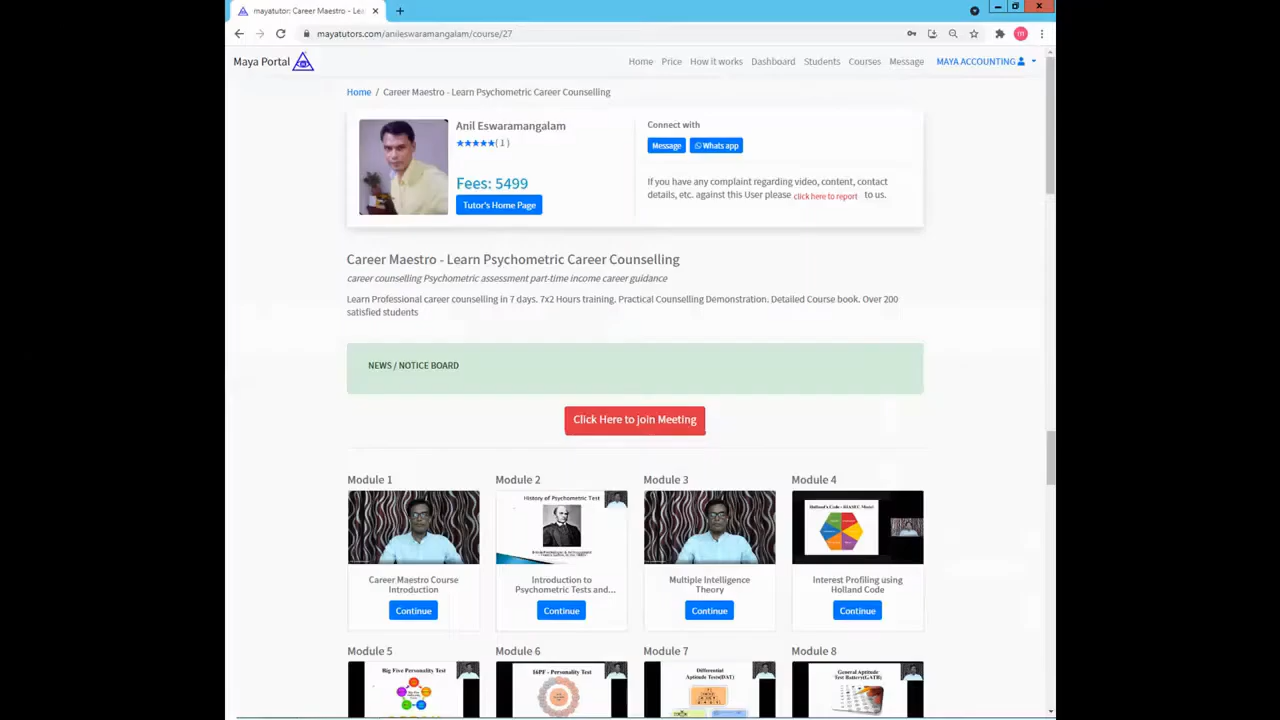 mayatutor: Career Maestro - Lea
mayatutors.com/anileswaramangalam/course/27
Maya Portal
Home Price How it works Dashboard Students Courses Message MAYA ACCOUNTING
Home / Career Maestro - Learn Psychometric Career Counselling
Anil Eswaramangalam
★★★★★( 1 )
Fees: 5499
Tutor's Home Page
Connect with
Message Whats app
If you have any complaint regarding video, content, contact
details, etc. against this User please click here to report to us.
Career Maestro - Learn Psychometric Career Counselling
career counselling Psychometric assessment part-time income career guidance
Learn Professional career counselling in 7 days. 7x2 Hours training. Practical Counselling Demonstration. Detailed Course book. Over 200
satisfied students
NEWS / NOTICE BOARD
Click Here to join Meeting
Module 1 Module 2 Module 3 Module 4
History of Psychometric Test
Holland's Code - RIASEC Model
Career Maestro Course
Introduction
Introduction to
Psychometric Tests and...
Multiple Intelligence
Theory
Interest Profiling using
Holland Code
Continue Continue Continue Continue
Module 5 Module 6 Module 7 Module 8
Big Five Personality Test
16PF - Personality Test
Differential
Aptitude Tests(DAT)
General Aptitude
Test Battery(GATB)